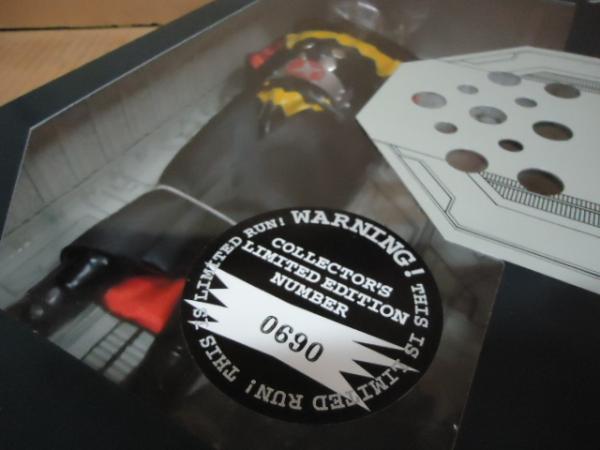 WARNING! THIS IS LIMITED RUN! THIS IS LIMITED RUN!
COLLECTOR'S
LIMITED EDITION
NUMBER
0690